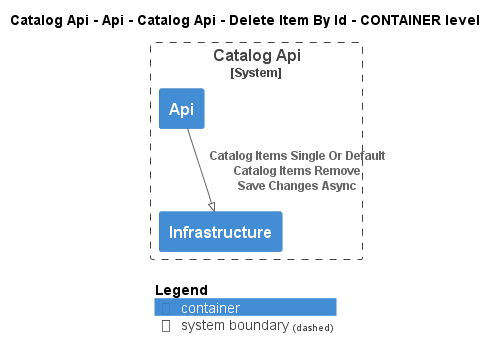 Catalog Api - Api - Catalog Api - Delete Item By Id - CONTAINER level
Catalog Api
[System]
Api
Catalog Items Single Or Default
Catalog Items Remove
Save Changes Async
Infrastructure
Legend
container
system boundary (dashed)